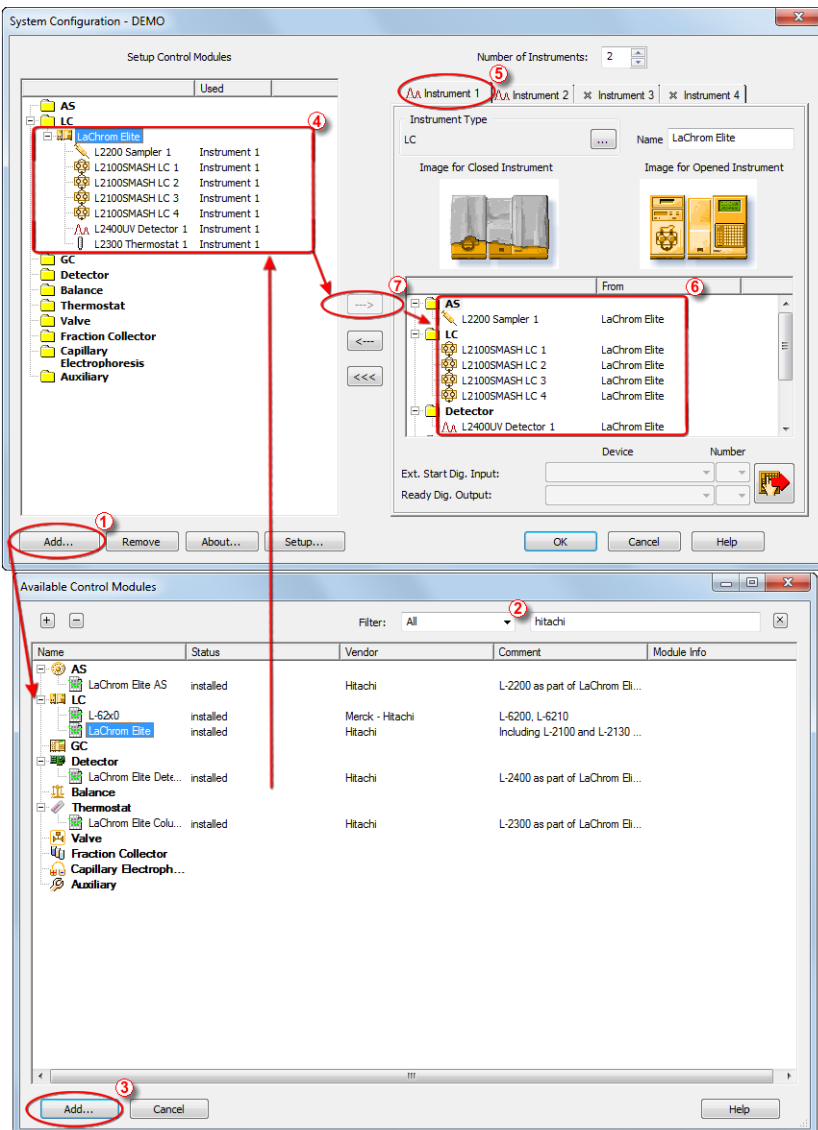 System Configuration - DEMO
Setup Control Modules
Number of Instruments: 2
Used
AS
LC
LaChrom Elite
L2200 Sampler 1 Instrument 1
L2100SMASH LC 1 Instrument 1
L2100SMASH LC 2 Instrument 1
L2100SMASH LC 3 Instrument 1
L2100SMASH LC 4 Instrument 1
L2400UV Detector 1 Instrument 1
L2300 Thermostat 1 Instrument 1
GC
Detector
Balance
Thermostat
Valve
Fraction Collector
Capillary
Electrophoresis
Auxiliary
4
--->
<---
<<<
5
Instrument 1 Instrument 2 Instrument 3 Instrument 4
Instrument Type
LC ... Name LaChrom Elite
Image for Closed Instrument Image for Opened Instrument
7
From 6
AS
L2200 Sampler 1 LaChrom Elite
LC
L2100SMASH LC 1 LaChrom Elite
L2100SMASH LC 2 LaChrom Elite
L2100SMASH LC 3 LaChrom Elite
L2100SMASH LC 4 LaChrom Elite
Detector
L2400UV Detector 1 LaChrom Elite
Device Number
Ext. Start Dig. Input:
Ready Dig. Output:
1
Add... Remove About... Setup... OK Cancel Help
Available Control Modules
2
Filter: All hitachi
Name Status Vendor Comment Module Info
AS
LaChrom Elite AS installed Hitachi L-2200 as part of LaChrom Eli...
LC
L-62x0 installed Merck - Hitachi L-6200, L-6210
LaChrom Elite installed Hitachi Including L-2100 and L-2130 ...
GC
Detector
LaChrom Elite Dete... installed Hitachi L-2400 as part of LaChrom Eli...
Balance
Thermostat
LaChrom Elite Colu... installed Hitachi L-2300 as part of LaChrom Eli...
Valve
Fraction Collector
Capillary Electroph...
Auxiliary
3
Add... Cancel Help